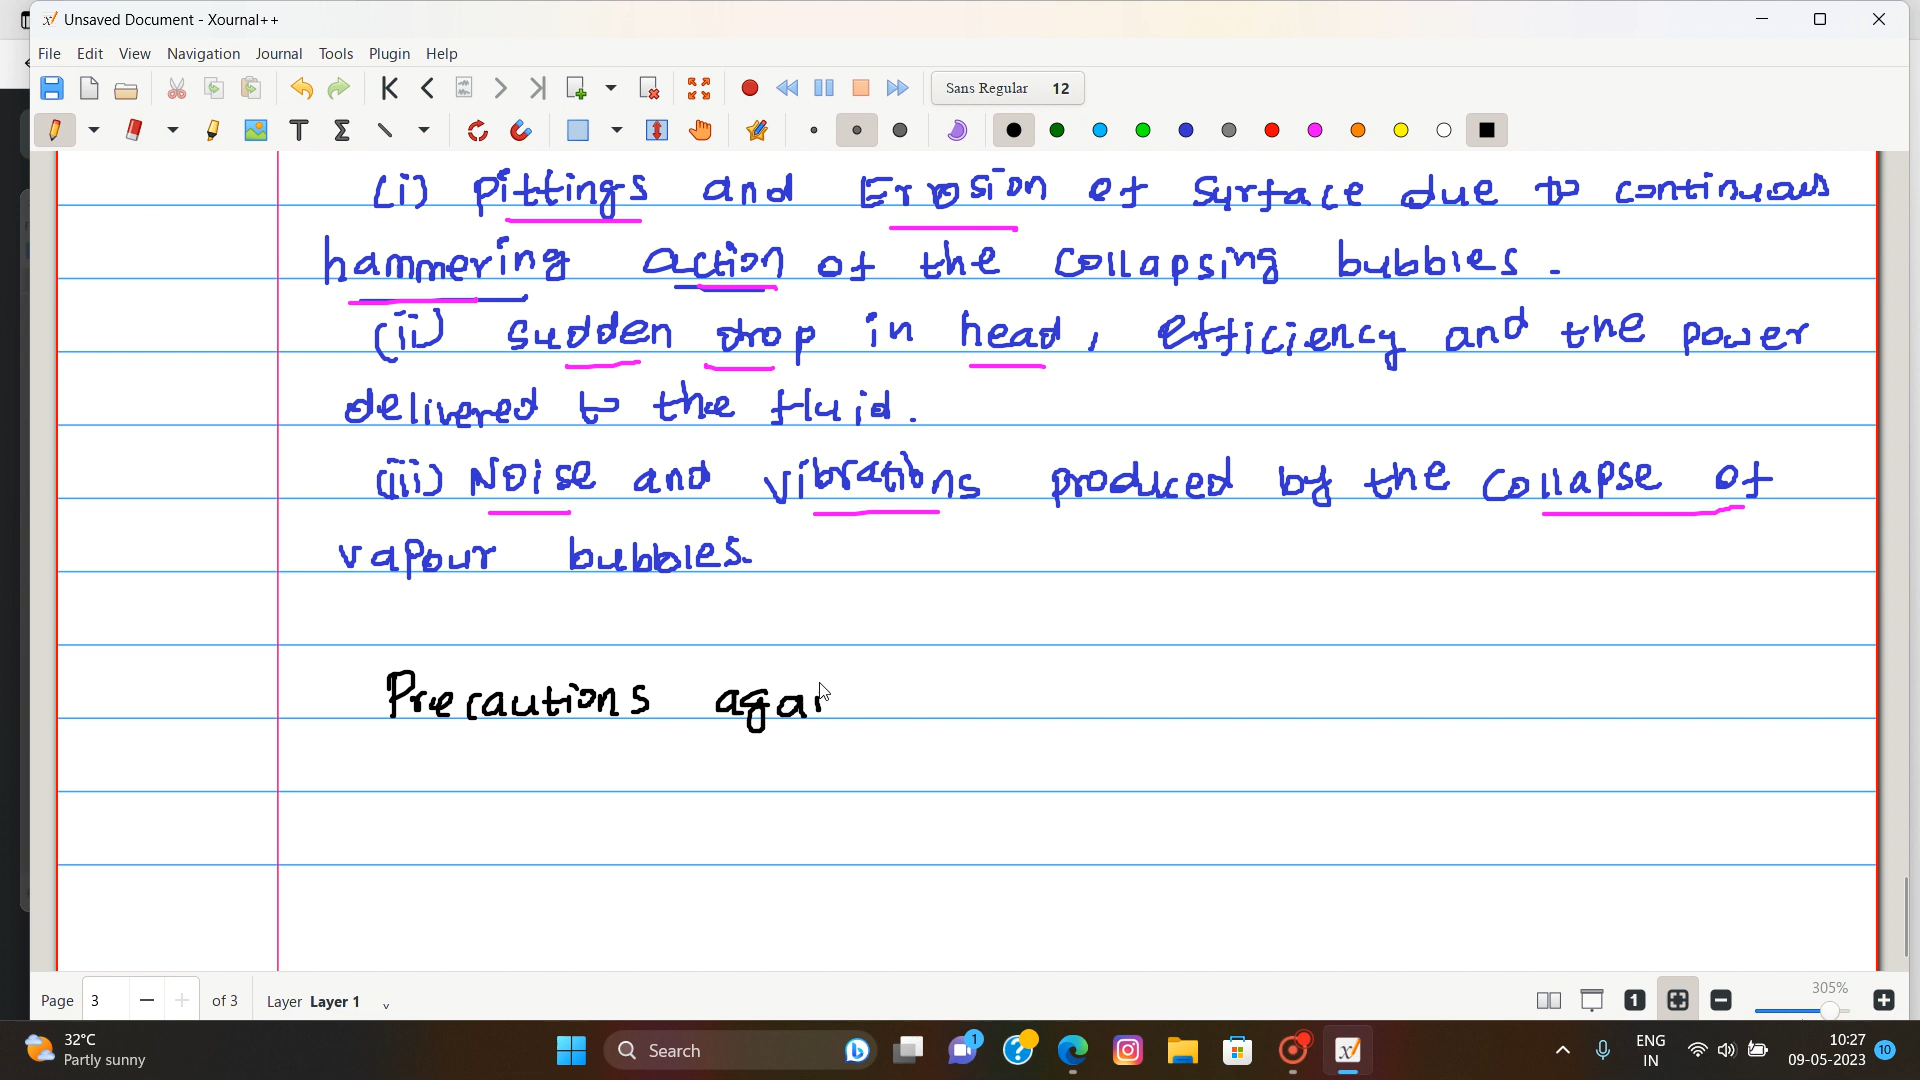 Unsaved Document - Xournal++
File Edit View Navigation Journal Tools Plugin Help
Sans Regular 12
(i) pittings and Errosion of surface due to continuous
hammering action of the collapsing bubbles.
(ii) sudden drop in head, efficiency and the power
delivered to the fluid.
(iii) Noise and vibrations produced by the collapse of
vapour bubbles.
Precautions agai
Page 3 of 3 Layer Layer 1 305%
32°C
Partly sunny
Search
1
ENG
IN
10:27
09-05-2023
10